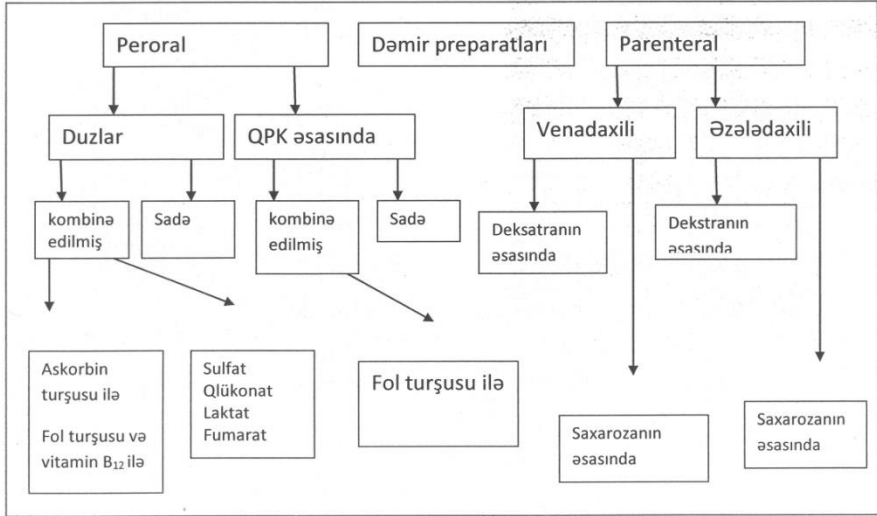 Peroral
Dəmir preparatları
Parenteral
Duzlar
QPK əsasında
Venadaxili
Əzələdaxili
kombinə
edilmiş
Sadə
kombinə
edilmiş
Sadə
Deksatranın
əsasında
Dekstranın
əsasında
Askorbin
turşusu ilə
Fol turşusu və
vitamin B₁₂ ilə
Sulfat
Qlükonat
Laktat
Fumarat
Fol turşusu ilə
Saxarozanın
əsasında
Saxarozanın
əsasında